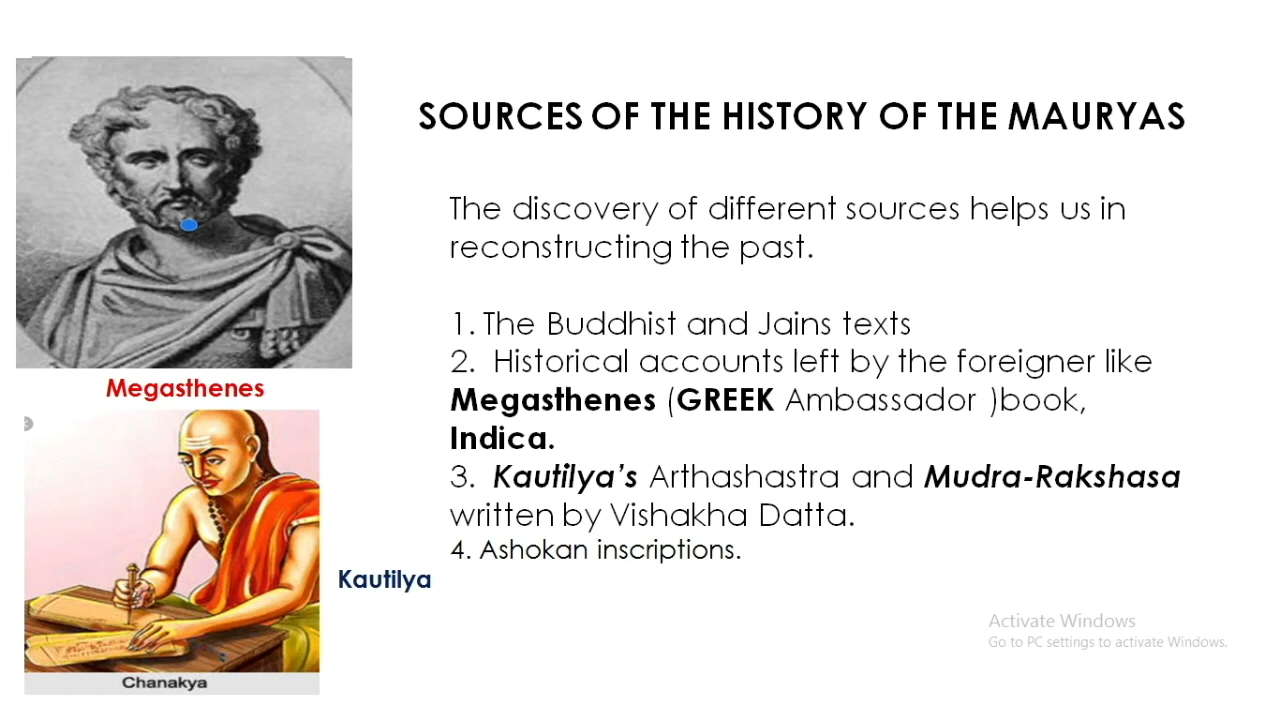 SOURCES OF THE HISTORY OF THE MAURYAS
The discovery of different sources helps us in
reconstructing the past.
1. The Buddhist and Jains texts
2. Historical accounts left by the foreigner like
Megasthenes (GREEK Ambassador )book,
Indica.
3. Kautilya's Arthashastra and Mudra-Rakshasa
written by Vishakha Datta.
4. Ashokan inscriptions.
Megasthenes
Kautilya
Chanakya
Activate Windows
Go to PC settings to activate Windows.